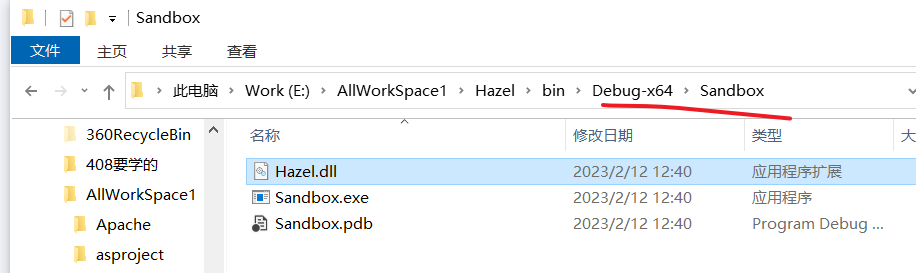 Sandbox
文件 主页 共享 查看
此电脑 Work (E:) AllWorkSpace1 Hazel bin Debug-x64 Sandbox
名称 修改日期 类型 大
360RecycleBin
408要学的
AllWorkSpace1
Apache
asproject
Hazel.dll 2023/2/12 12:40 应用程序扩展
Sandbox.exe 2023/2/12 12:40 应用程序
Sandbox.pdb 2023/2/12 12:40 Program Debug ...